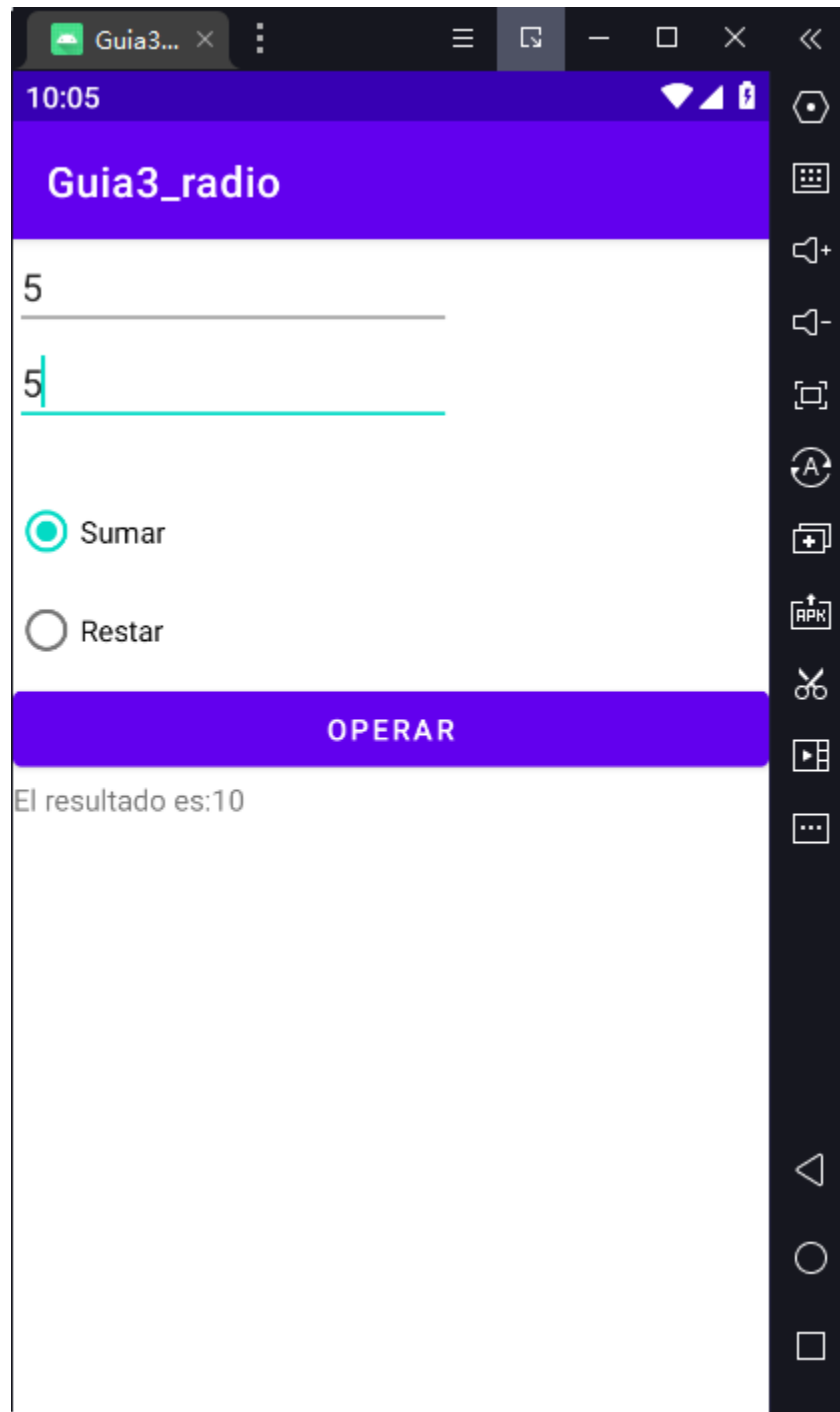 Guia3...
10:05
Guia3_radio
5
5
Sumar
Restar
OPERAR
El resultado es:10
A
APK